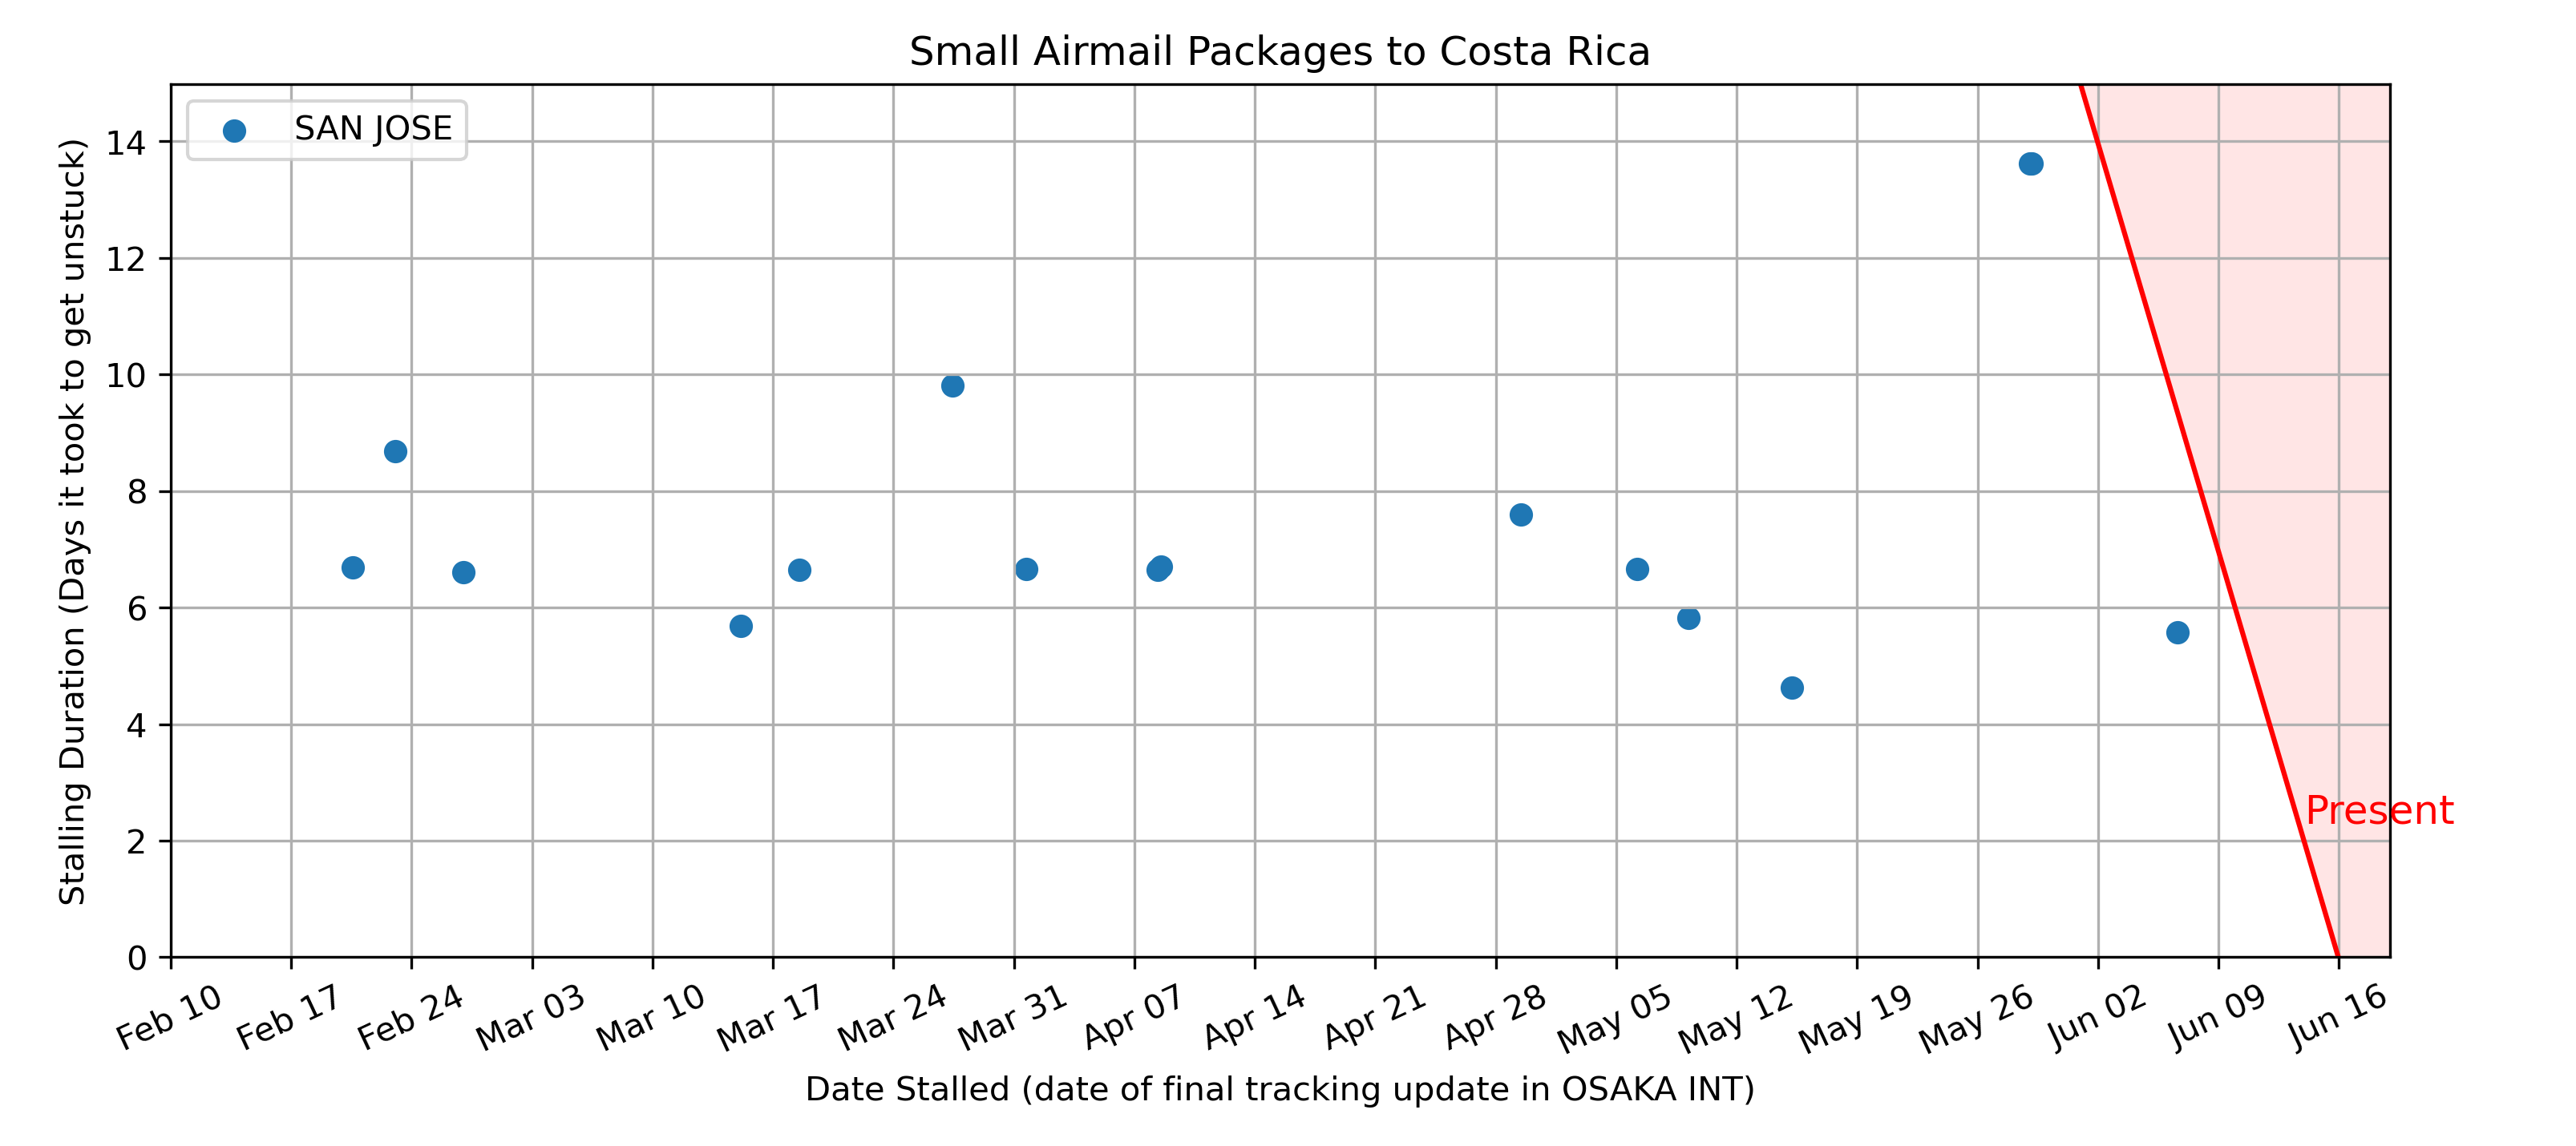 Small Airmail Packages to Costa Rica
SAN JOSE
Stalling Duration (Days it took to get unstuck)
14
12
10
8
6
4
2
0
Present
Feb 10
Feb 17
Feb 24
Mar 03
Mar 10
Mar 17
Mar 24
Mar 31
Apr 07
Apr 14
Apr 21
Apr 28
May 05
May 12
May 19
May 26
Jun 02
Jun 09
Jun 16
Date Stalled (date of final tracking update in OSAKA INT)